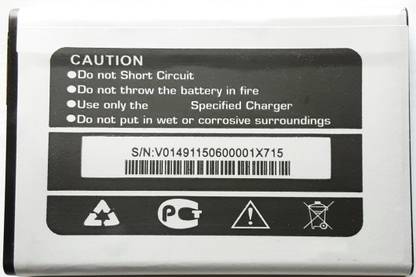 CAUTION
●Do not Short Circuit
●Do not throw the battery in fire
●Use only the Specified Charger
●Do not put in wet or corrosive surroundings
S/N:V01491150600001X715